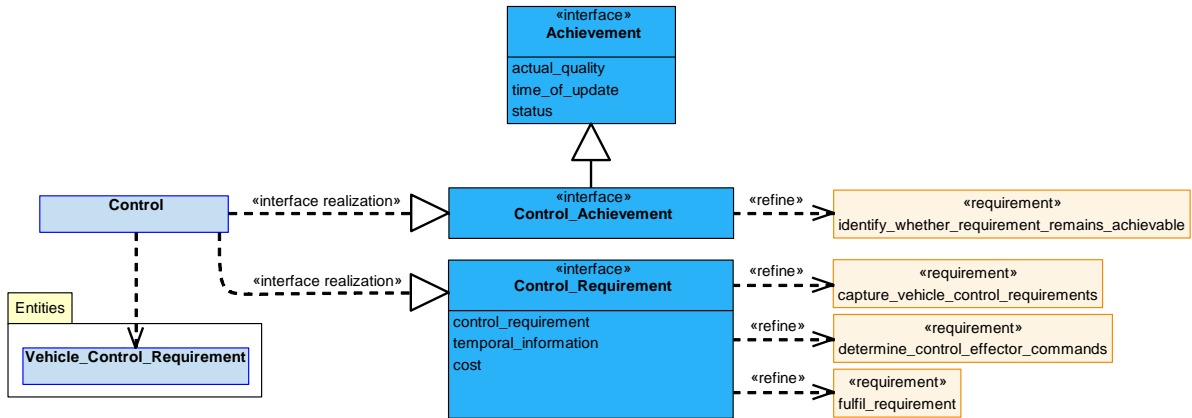 «interface»
Achievement
actual_quality
time_of_update
status
Control
«interface realization»
«interface»
Control_Achievement
«refine»
«requirement»
identify_whether_requirement_remains_achievable
«interface realization»
«interface»
Control_Requirement
control_requirement
temporal_information
cost
«refine»
«requirement»
capture_vehicle_control_requirements
«refine»
«requirement»
determine_control_effector_commands
«refine»
«requirement»
fulfil_requirement
Entities
Vehicle_Control_Requirement